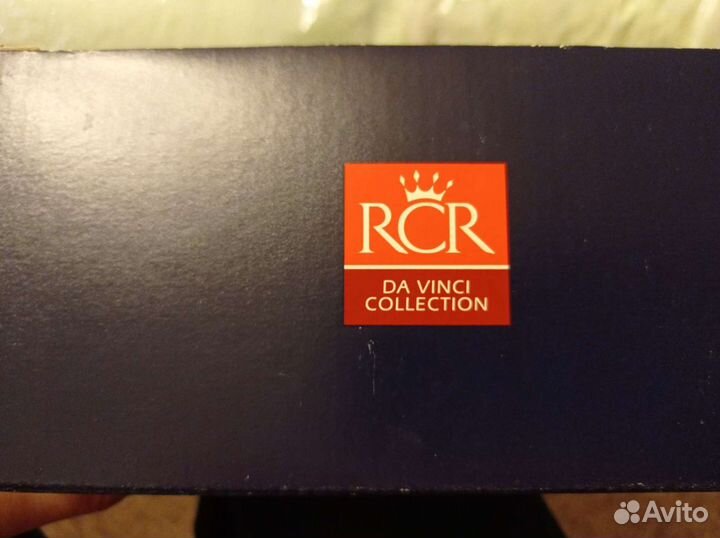 RCR
DA VINCI
COLLECTION
Avito